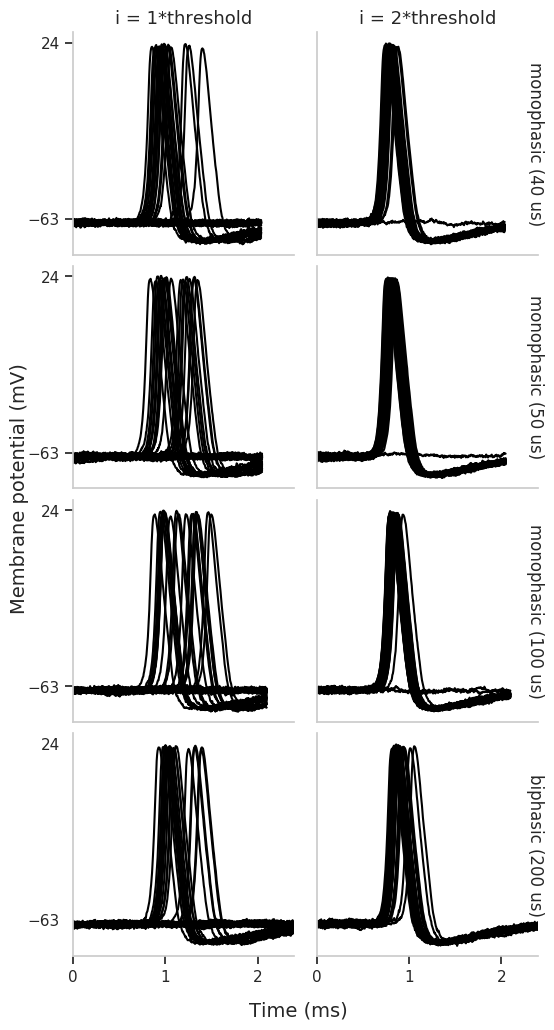 i = 1*threshold
i = 2*threshold
24
−63
monophasic (40 us)
24
−63
monophasic (50 us)
Membrane potential (mV)
24
−63
monophasic (100 us)
24
−63
biphasic (200 us)
0
1
2
0
1
2
Time (ms)